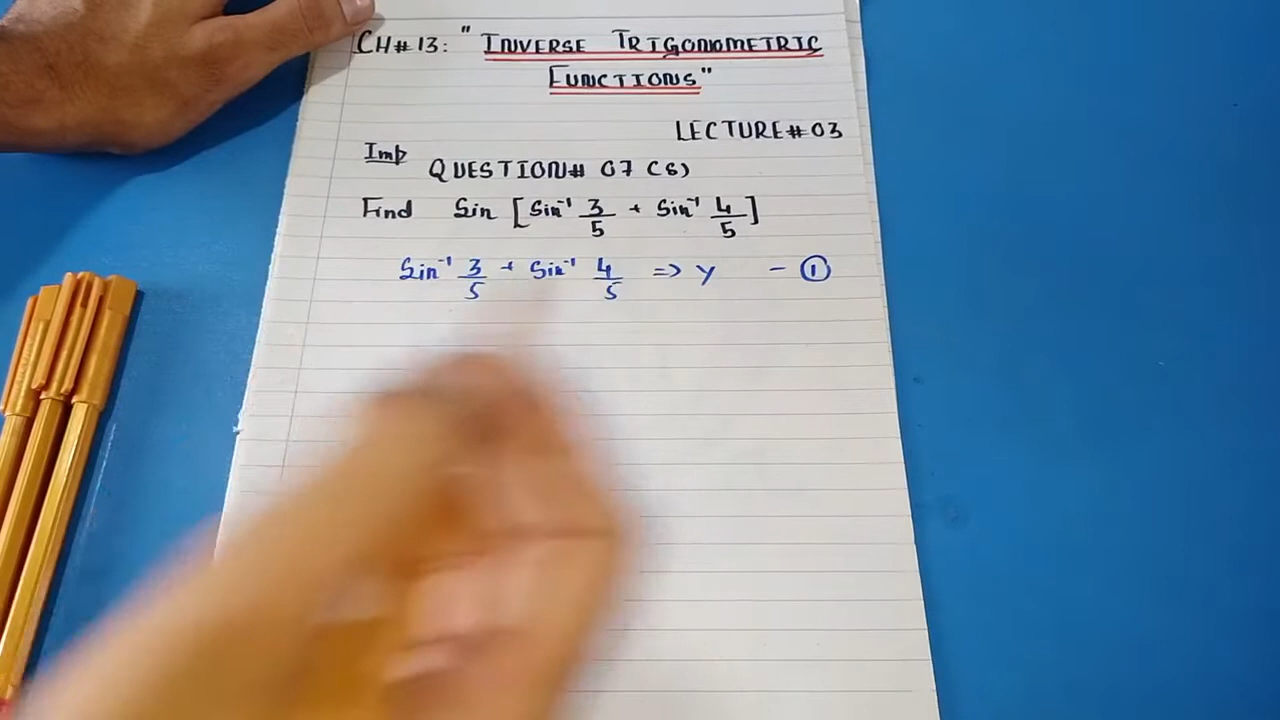 CH# 13: " INVERSE TRIGONOMETRIC
FUNCTIONS"
LECTURE# 03
Imp
QUESTION# 07 (6)
Find Sin [Sin⁻¹ 3/5 + Sin⁻¹ 4/5]
Sin⁻¹ 3/5 + Sin⁻¹ 4/5 => y - ①